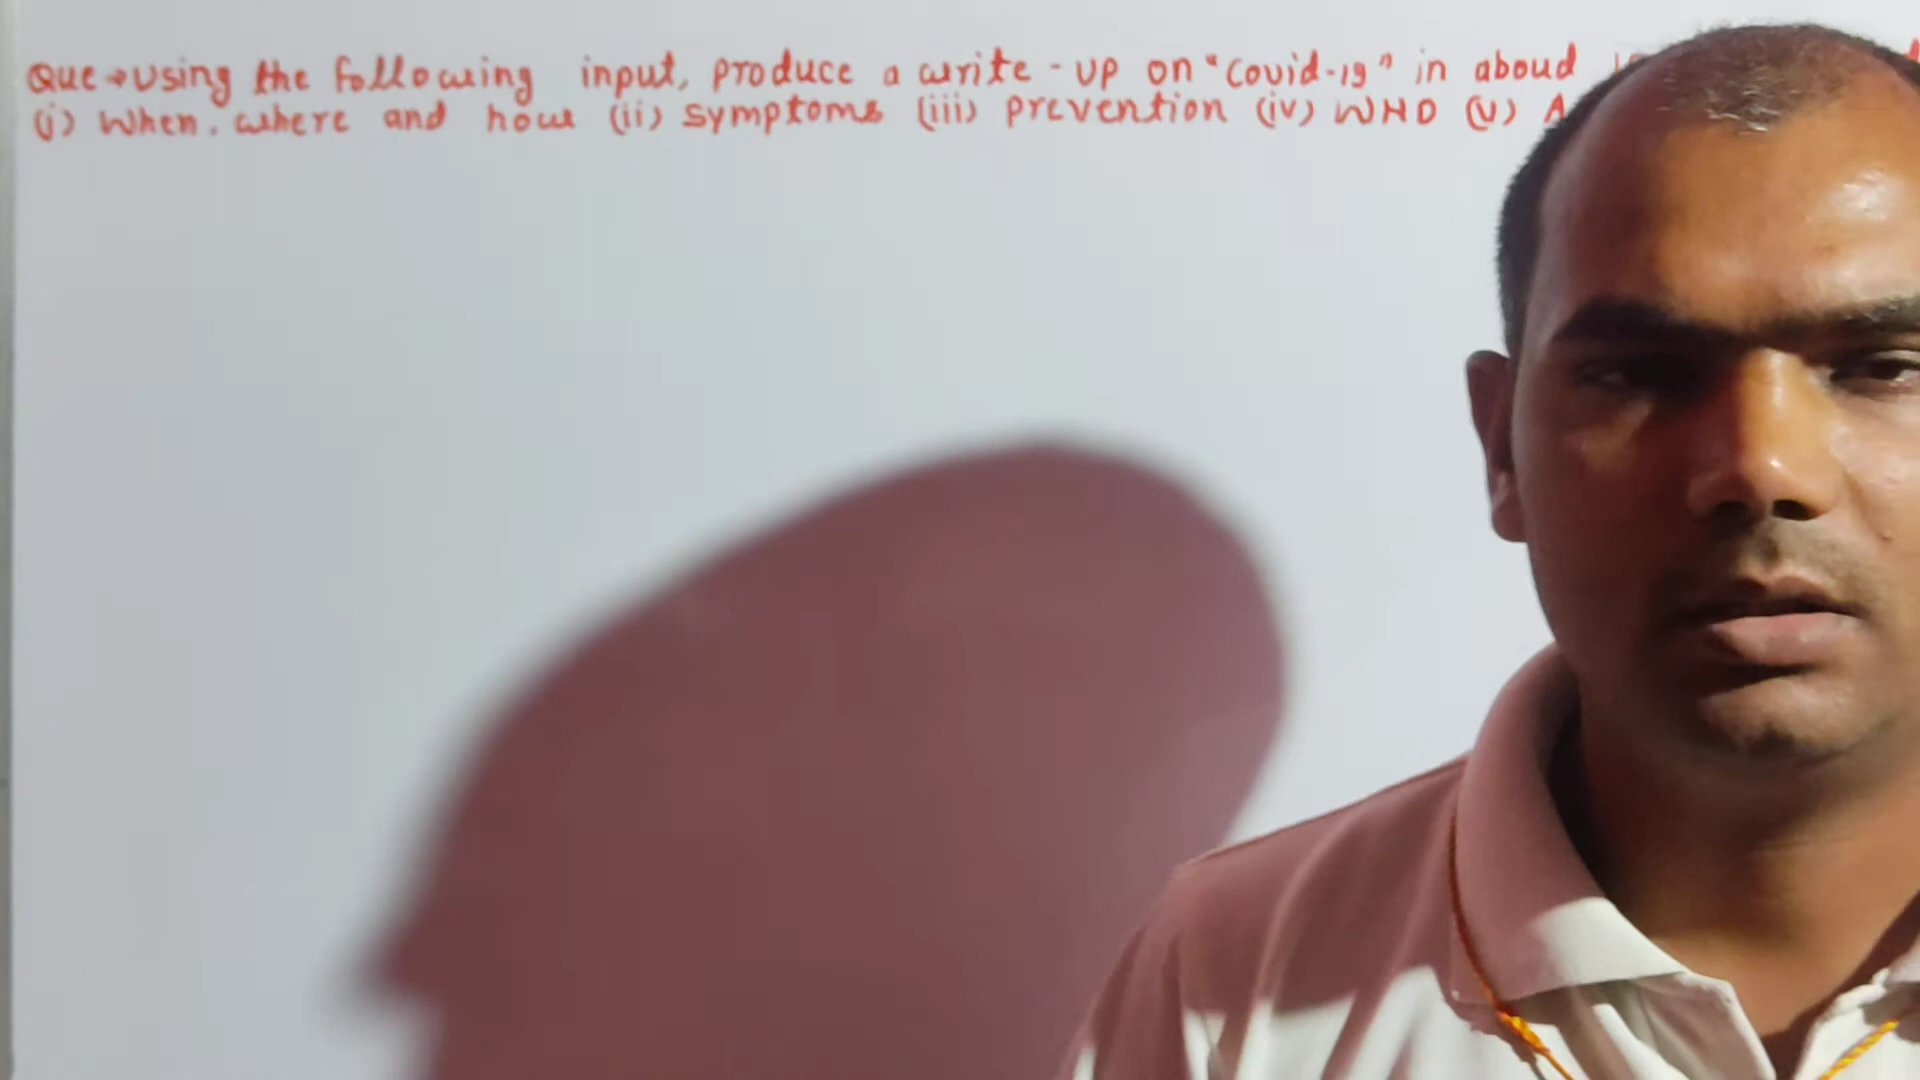 Que→Using the following input, produce a write-up on "Covid-19" in aboud
(i) When. where and how (ii) symptoms (iii) prevention (iv) WHO (v) A